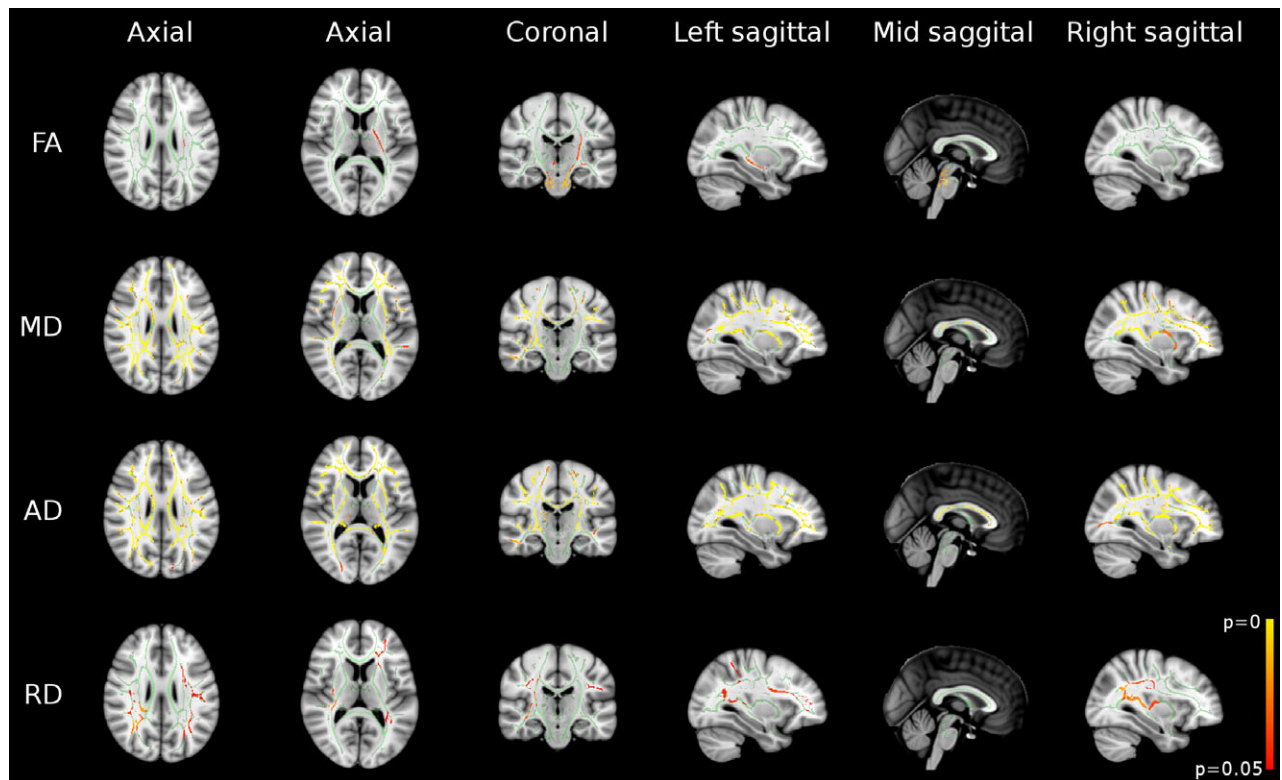 Axial Axial Coronal Left sagittal Mid saggital Right sagittal
FA
MD
AD
RD
p=0
p=0.05